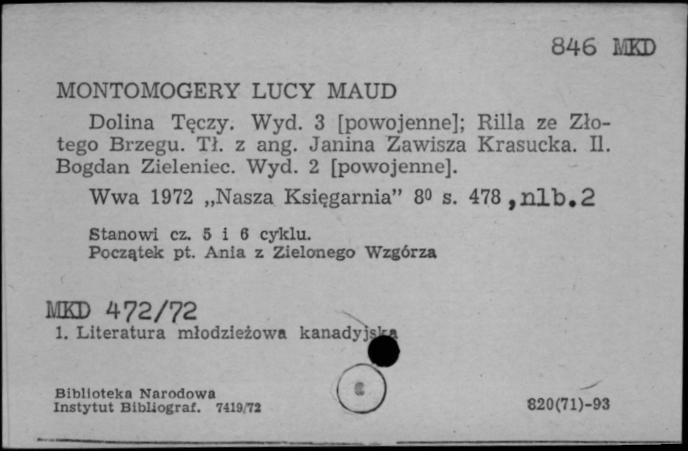 846 MKD
MONTOMOGERY LUCY MAUD
Dolina Tęczy. Wyd. 3 [powojenne]; Rilla ze Zło-
tego Brzegu. Tł. z ang. Janina Zawisza Krasucka. Il.
Bogdan Zieleniec. Wyd. 2 [powojenne].
Wwa 1972 „Nasza Księgarnia” 8⁰ s. 478, nlb. 2
Stanowi cz. 5 i 6 cyklu.
Początek pt. Ania z Zielonego Wzgórza
MKD 472/72
1. Literatura młodzieżowa kanadyjska
Biblioteka Narodowa
Instytut Bibliograf. 7419/72
820(71)-93